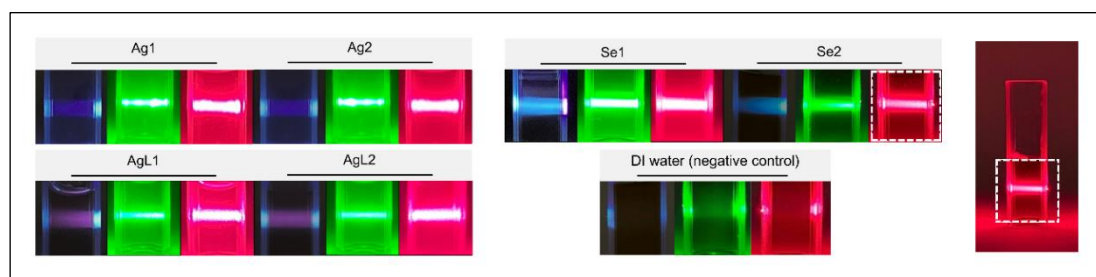 Ag1
Ag2
Se1
Se2
AgL1
AgL2
DI water (negative control)